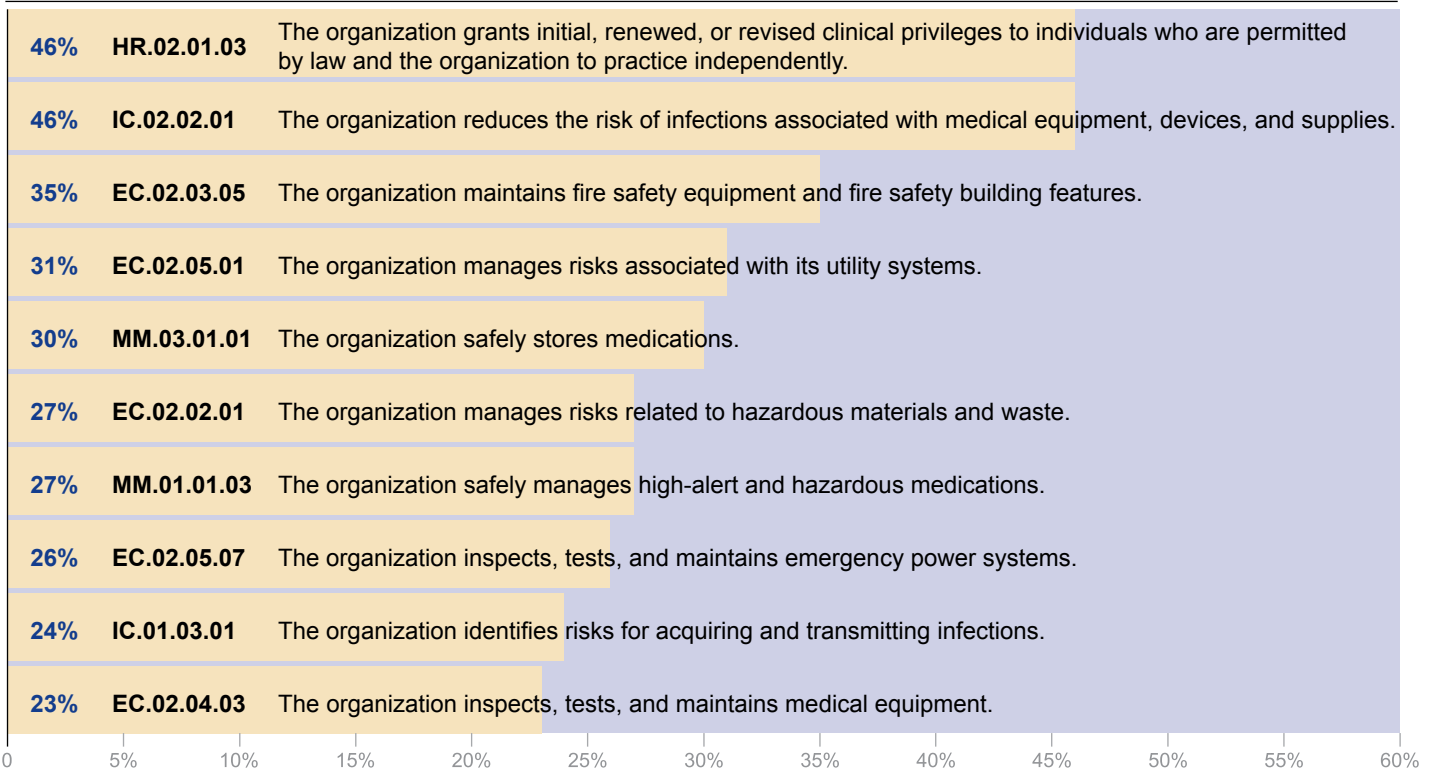 46% HR.02.01.03 The organization grants initial, renewed, or revised clinical privileges to individuals who are permitted
by law and the organization to practice independently.
46% IC.02.02.01 The organization reduces the risk of infections associated with medical equipment, devices, and supplies.
35% EC.02.03.05 The organization maintains fire safety equipment and fire safety building features.
31% EC.02.05.01 The organization manages risks associated with its utility systems.
30% MM.03.01.01 The organization safely stores medications.
27% EC.02.02.01 The organization manages risks related to hazardous materials and waste.
27% MM.01.01.03 The organization safely manages high-alert and hazardous medications.
26% EC.02.05.07 The organization inspects, tests, and maintains emergency power systems.
24% IC.01.03.01 The organization identifies risks for acquiring and transmitting infections.
23% EC.02.04.03 The organization inspects, tests, and maintains medical equipment.
0 5% 10% 15% 20% 25% 30% 35% 40% 45% 50% 55% 60%